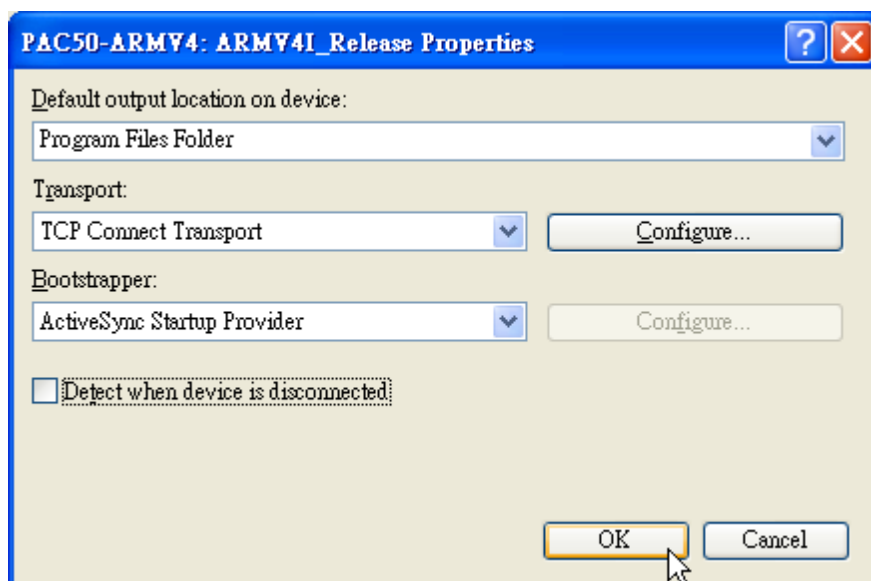 PAC50-ARMV4: ARMV4I_Release Properties
Default output location on device:
Program Files Folder
Transport:
TCP Connect Transport
Configure...
Bootstrapper:
ActiveSync Startup Provider
Configure...
Detect when device is disconnected
OK
Cancel